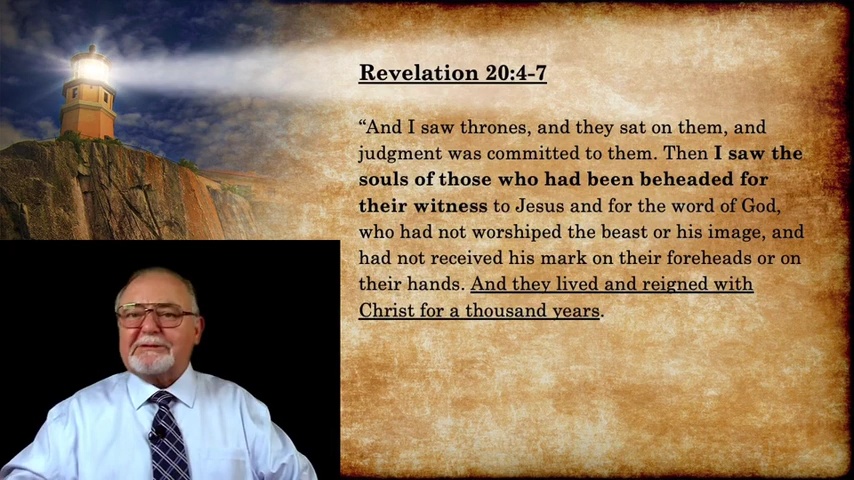 Revelation 20:4-7
“And I saw thrones, and they sat on them, and
judgment was committed to them. Then I saw the
souls of those who had been beheaded for
their witness to Jesus and for the word of God,
who had not worshiped the beast or his image, and
had not received his mark on their foreheads or on
their hands. And they lived and reigned with
Christ for a thousand years.